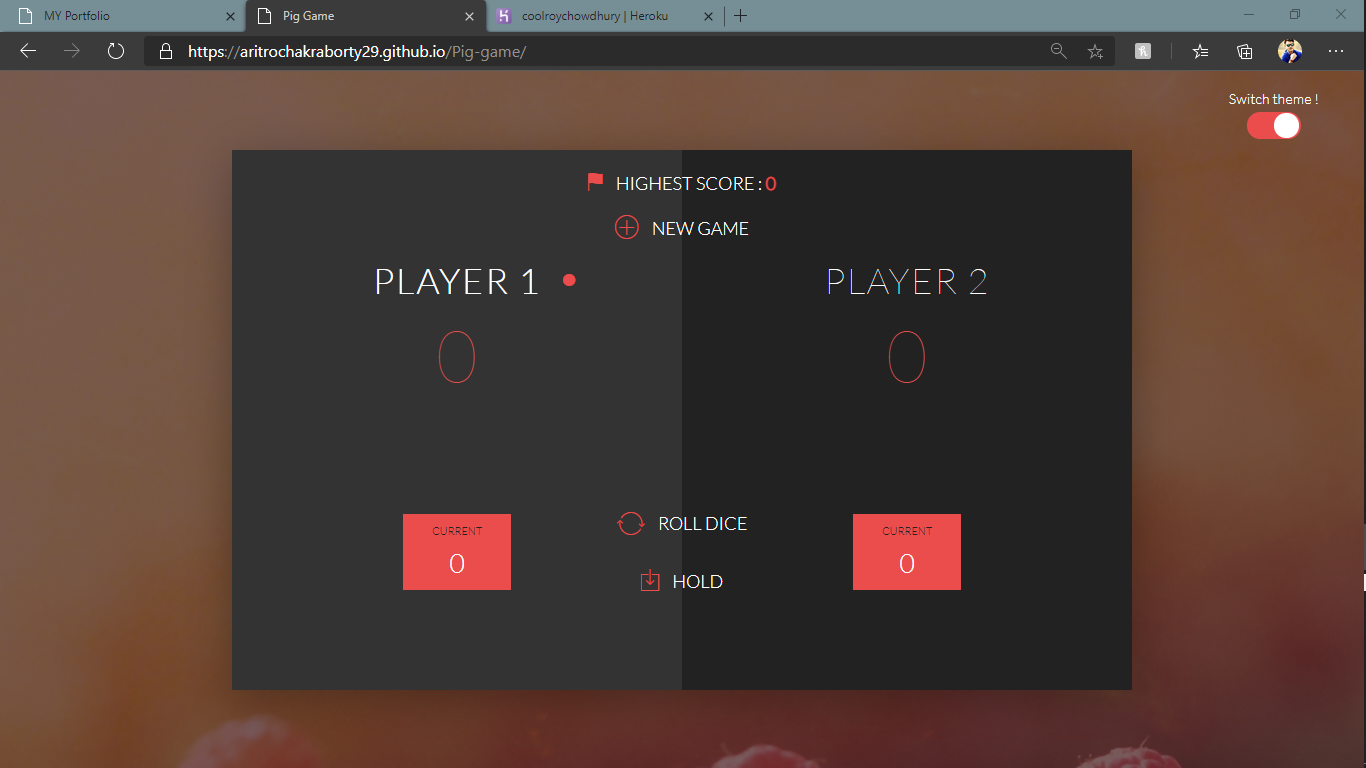 MY Portfolio
Pig Game
coolroychowdhury | Heroku
https://aritrochakraborty29.github.io/Pig-game/
Switch theme !
HIGHEST SCORE : 0
NEW GAME
PLAYER 1
PLAYER 2
0
0
ROLL DICE
CURRENT
0
CURRENT
0
HOLD